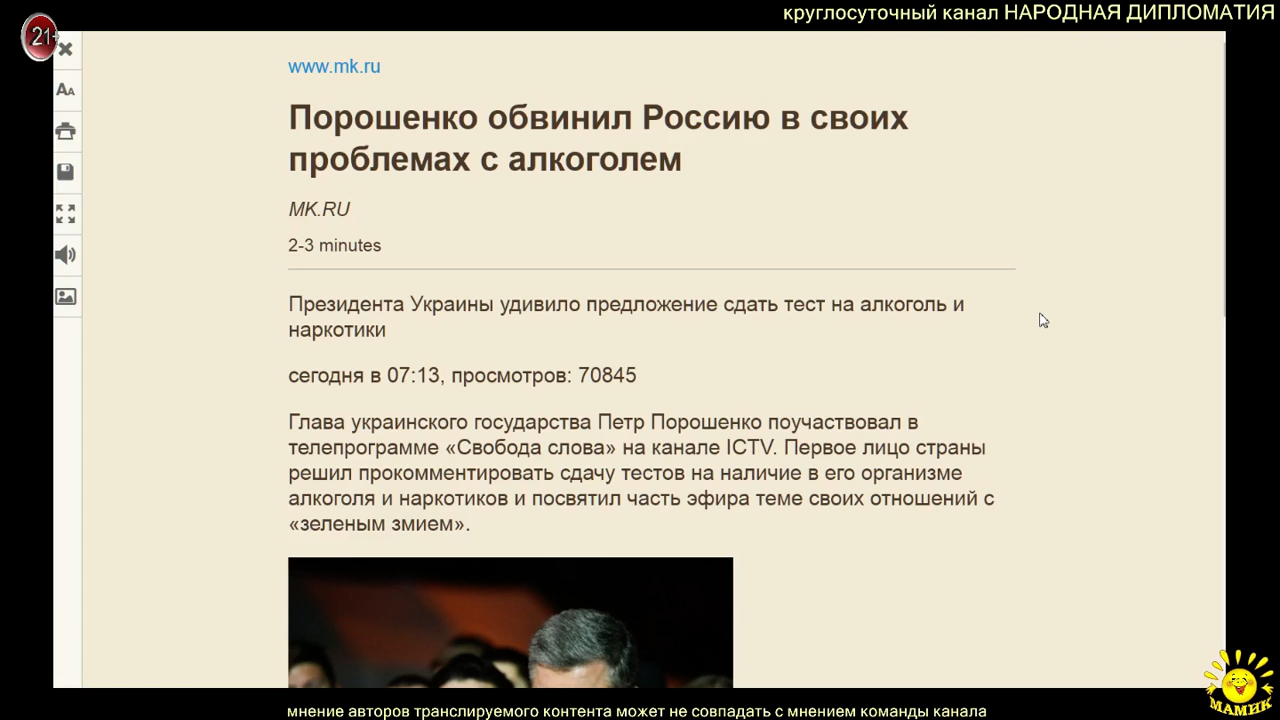 круглосуточный канал НАРОДНАЯ ДИПЛОМАТИЯ
21+
www.mk.ru
Порошенко обвинил Россию в своих
проблемах с алкоголем
MK.RU
2-3 minutes
Президента Украины удивило предложение сдать тест на алкоголь и
наркотики
сегодня в 07:13, просмотров: 70845
Глава украинского государства Петр Порошенко поучаствовал в
телепрограмме «Свобода слова» на канале ICTV. Первое лицо страны
решил прокомментировать сдачу тестов на наличие в его организме
алкоголя и наркотиков и посвятил часть эфира теме своих отношений с
«зеленым змием».
МАМИК
мнение авторов транслируемого контента может не совпадать с мнением команды канала